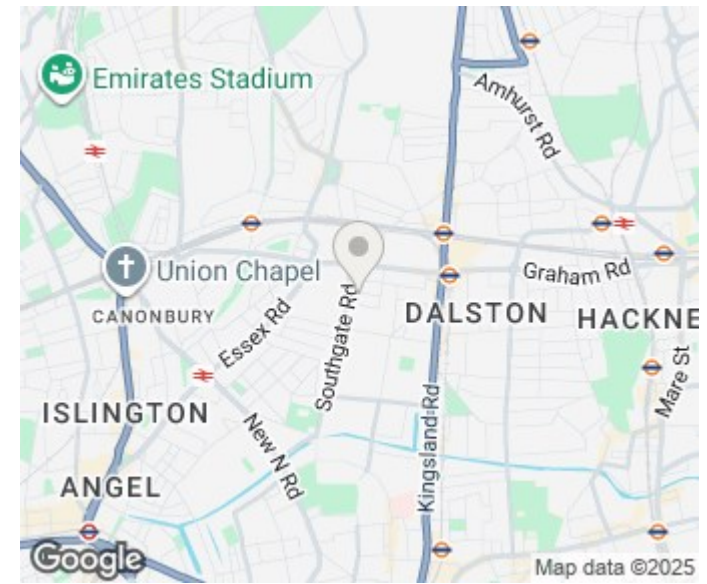 Emirates Stadium
Amhurst Rd
Union Chapel
Graham Rd
CANONBURY
Essex Rd
Southgate Rd
DALSTON
HACKNE
Mare St
ISLINGTON
New N Rd
Kingsland Rd
ANGEL
Google
Map data ©2025